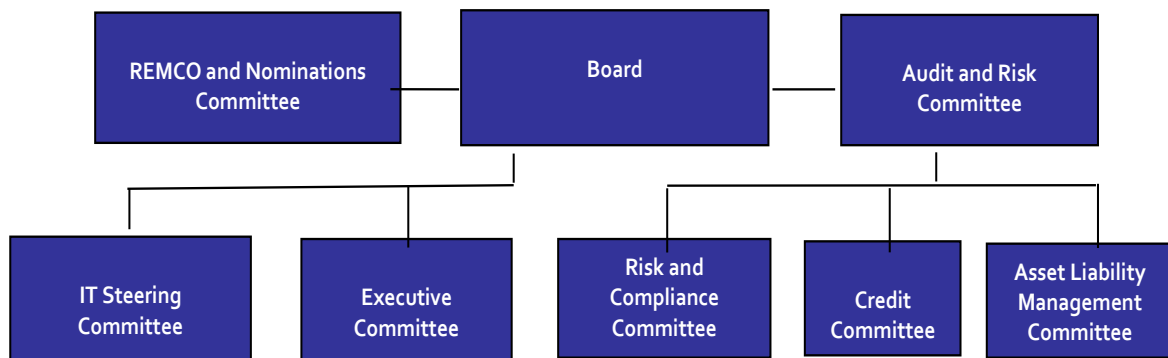 REMCO and Nominations
Committee
Board
Audit and Risk
Committee
IT Steering
Committee
Executive
Committee
Risk and
Compliance
Committee
Credit
Committee
Asset Liability
Management
Committee